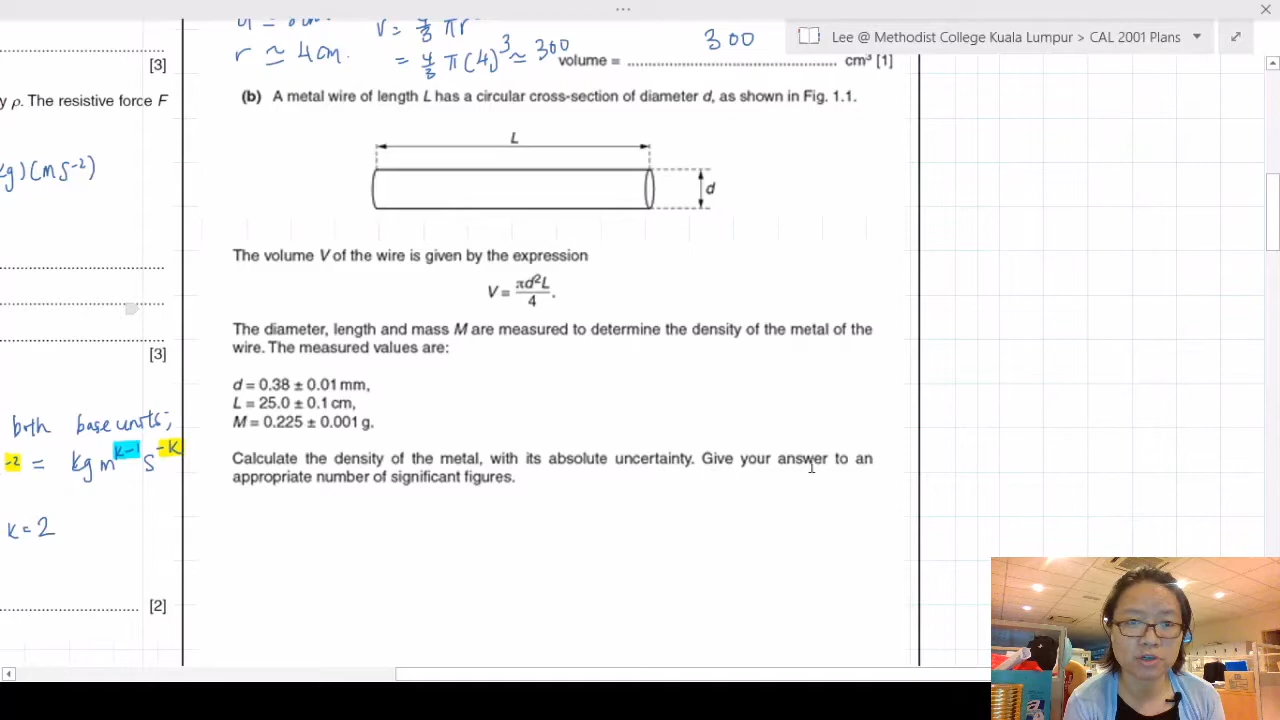 Lee @ Methodist College Kuala Lumpur > CAL 2001 Plans
r ≃ 4cm.
= 4/3 π(4)³ ≃ 300
300
volume = .......................................... cm³ [1]
[3]
y ρ. The resistive force F
(b) A metal wire of length L has a circular cross-section of diameter d, as shown in Fig. 1.1.
L
d
kg)(ms⁻²)
The volume V of the wire is given by the expression
V = πd²L/4.
The diameter, length and mass M are measured to determine the density of the metal of the
wire. The measured values are:
[3]
d = 0.38 ± 0.01 mm,
L = 25.0 ± 0.1 cm,
M = 0.225 ± 0.001 g.
both base units;
-2 = kg m^k-1 s^-k
Calculate the density of the metal, with its absolute uncertainty. Give your answer to an
appropriate number of significant figures.
k = 2
[2]